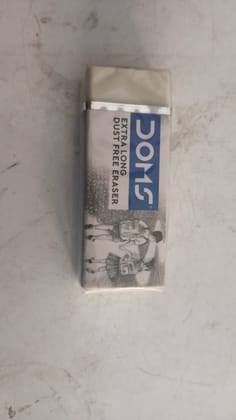 DOMS
EXTRA LONG
DUST FREE ERASER